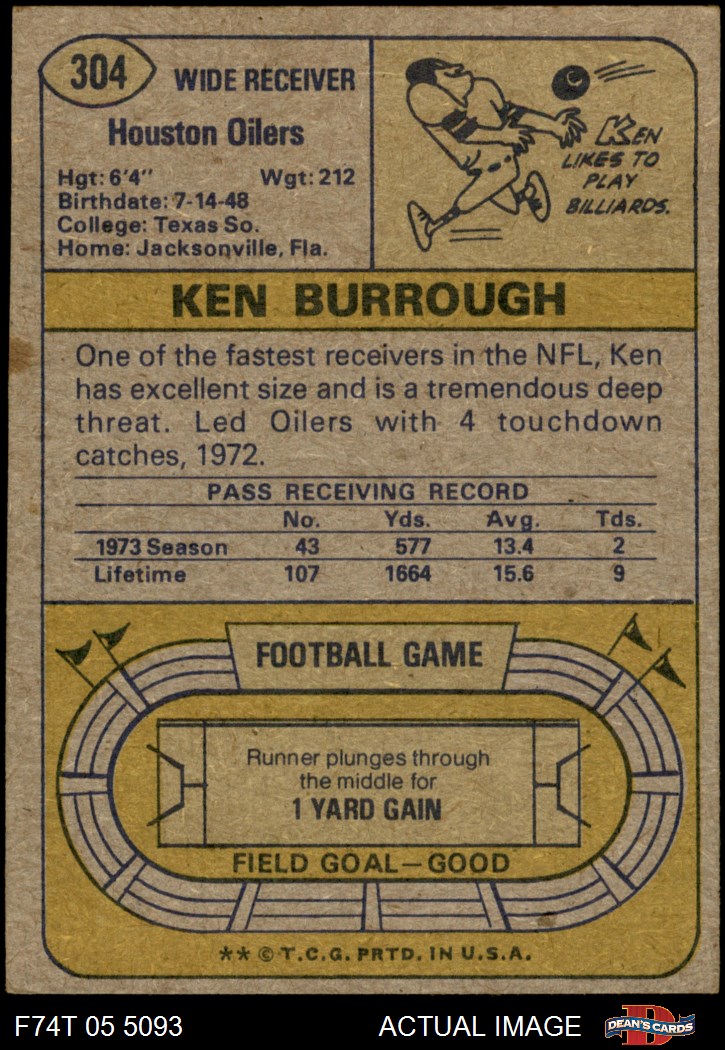 304
WIDE RECEIVER
Houston Oilers
Hgt: 6'4" Wgt: 212
Birthdate: 7-14-48
College: Texas So.
Home: Jacksonville, Fla.
KEN
LIKES TO
PLAY
BILLIARDS.
KEN BURROUGH
One of the fastest receivers in the NFL, Ken
has excellent size and is a tremendous deep
threat. Led Oilers with 4 touchdown
catches, 1972.
PASS RECEIVING RECORD
No. Yds. Avg. Tds.
1973 Season 43 577 13.4 2
Lifetime 107 1664 15.6 9
FOOTBALL GAME
Runner plunges through
the middle for
1 YARD GAIN
FIELD GOAL—GOOD
** © T.C.G. PRTD. IN U.S.A.
F74T 05 5093 ACTUAL IMAGE
D
DEAN'S CARDS